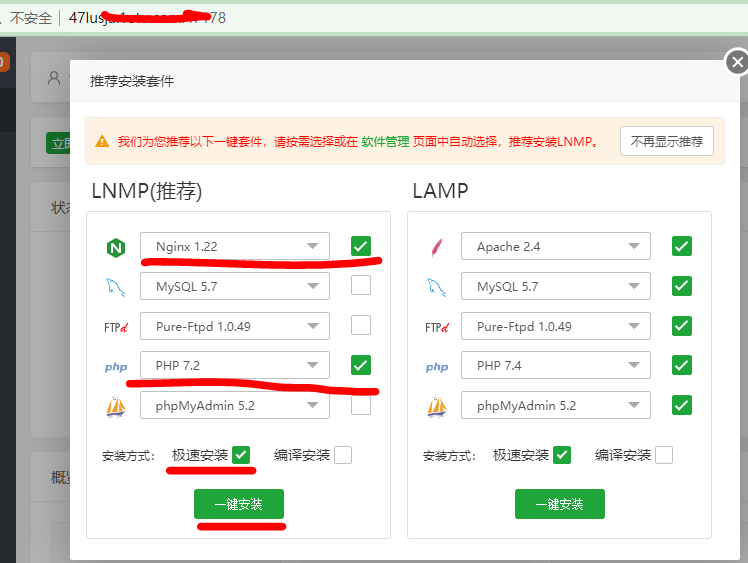 不安全
推荐安装套件
我们为您推荐以下一键套件，请按需选择或在 软件管理 页面中自动选择，推荐安装LNMP。
不再显示推荐
LNMP(推荐)
Nginx 1.22
MySQL 5.7
FTPd Pure-Ftpd 1.0.49
php PHP 7.2
phpMyAdmin 5.2
安装方式： 极速安装 编译安装
一键安装
LAMP
Apache 2.4
MySQL 5.7
FTPd Pure-Ftpd 1.0.49
php PHP 7.4
phpMyAdmin 5.2
安装方式： 极速安装 编译安装
一键安装